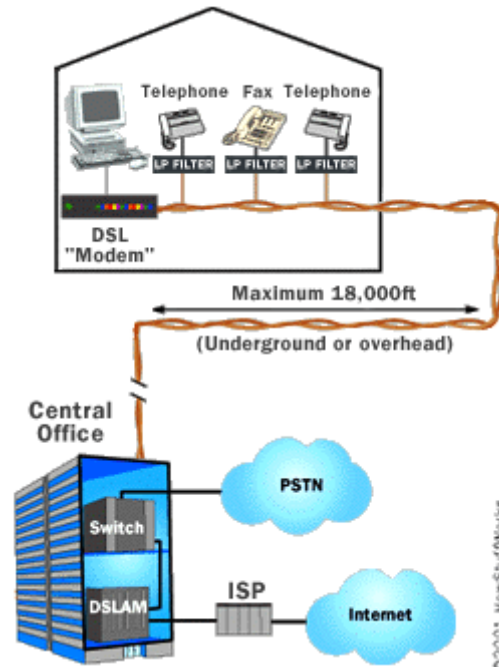 Telephone Fax Telephone
LP FILTER LP FILTER LP FILTER
DSL
"Modem"
Maximum 18,000ft
(Underground or overhead)
Central
Office
PSTN
Switch
DSLAM
ISP
Internet